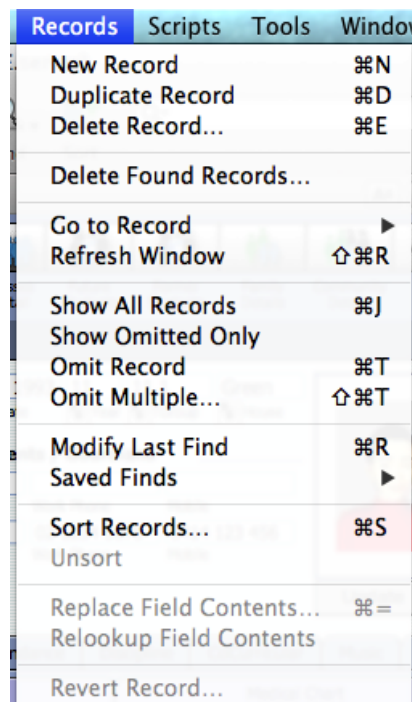 Records Scripts Tools Windo
New Record ⌘N
Duplicate Record ⌘D
Delete Record... ⌘E
Delete Found Records...
Go to Record ▶
Refresh Window ⇧⌘R
Show All Records ⌘J
Show Omitted Only
Omit Record ⌘T
Omit Multiple... ⇧⌘T
Modify Last Find ⌘R
Saved Finds ▶
Sort Records... ⌘S
Unsort
Replace Field Contents... ⌘=
Relookup Field Contents
Revert Record...